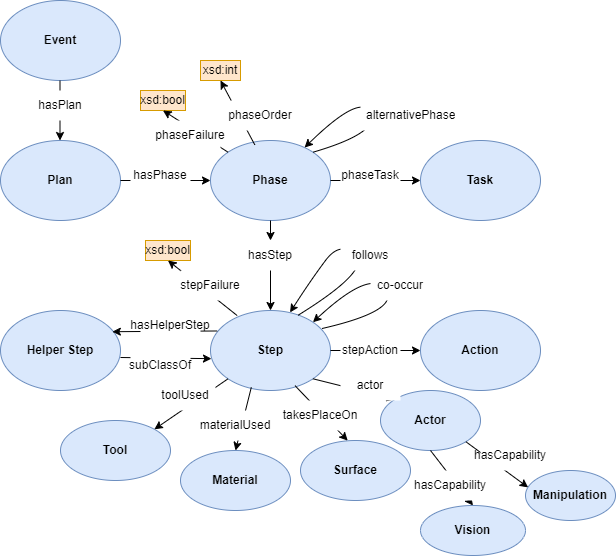 Event
hasPlan
xsd:int
xsd:bool
phaseOrder
phaseFailure
alternativePhase
Plan
hasPhase
Phase
phaseTask
Task
xsd:bool
hasStep
follows
stepFailure
co-occur
hasHelperStep
Helper Step
subClassOf
Step
stepAction
Action
toolUsed
actor
materialUsed
takesPlaceOn
Actor
Tool
Material
Surface
hasCapability
hasCapability
Manipulation
Vision